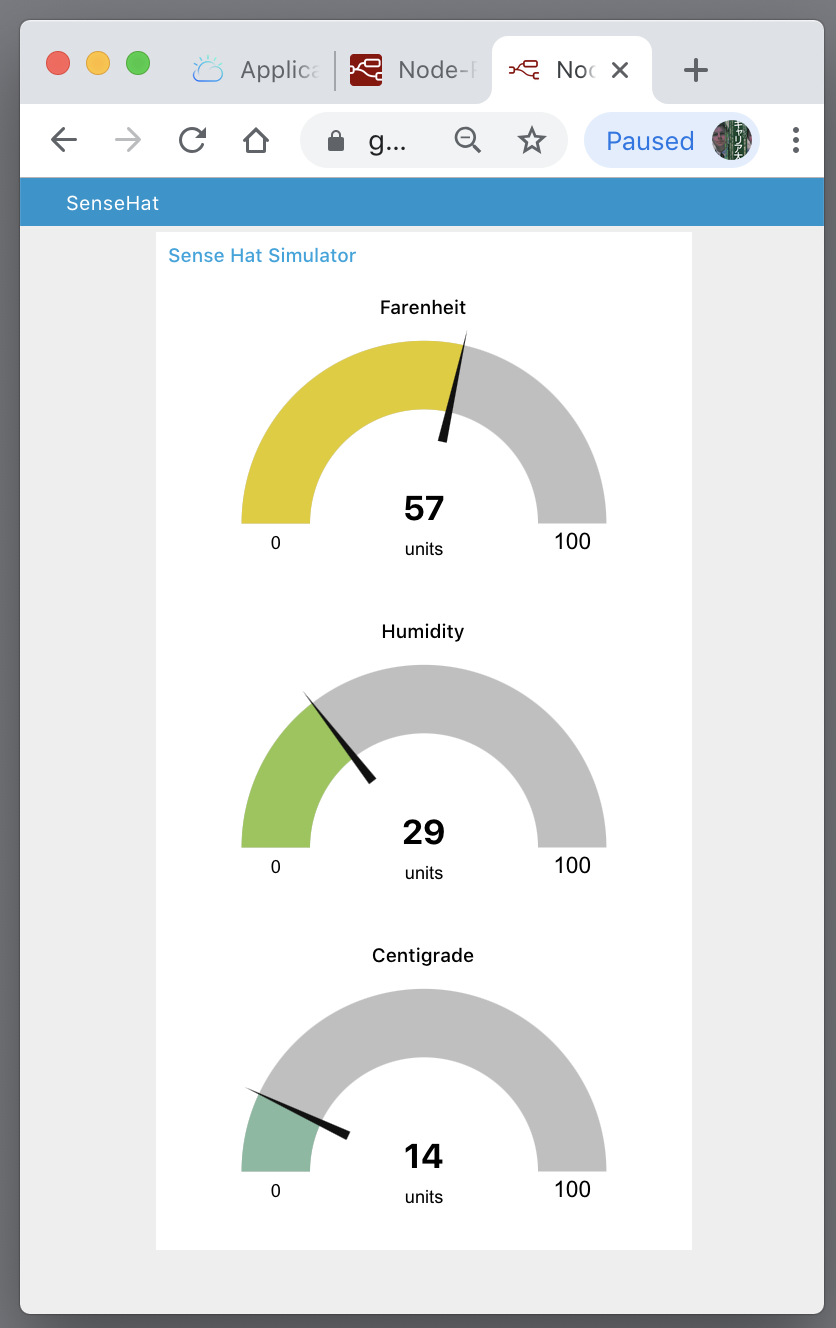 Applica
Node-R
Nod
g...
Paused
SenseHat
Sense Hat Simulator
Farenheit
57
units
0
100
Humidity
29
units
0
100
Centigrade
14
units
0
100